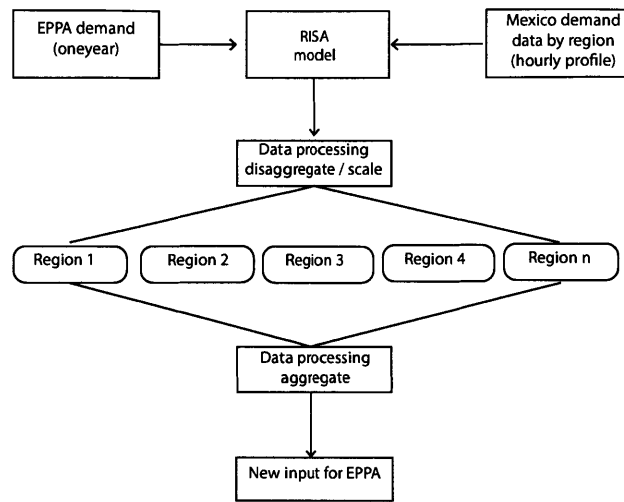 EPPA demand
(oneyear)
RISA
model
Mexico demand
data by region
(hourly profile)
Data processing
disaggregate / scale
Region 1
Region 2
Region 3
Region 4
Region n
Data processing
aggregate
New input for EPPA